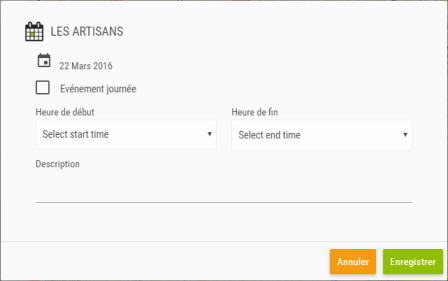 LES ARTISANS
22 Mars 2016
Evénement journée
Heure de début Heure de fin
Select start time Select end time
Description
Annuler Enregistrer